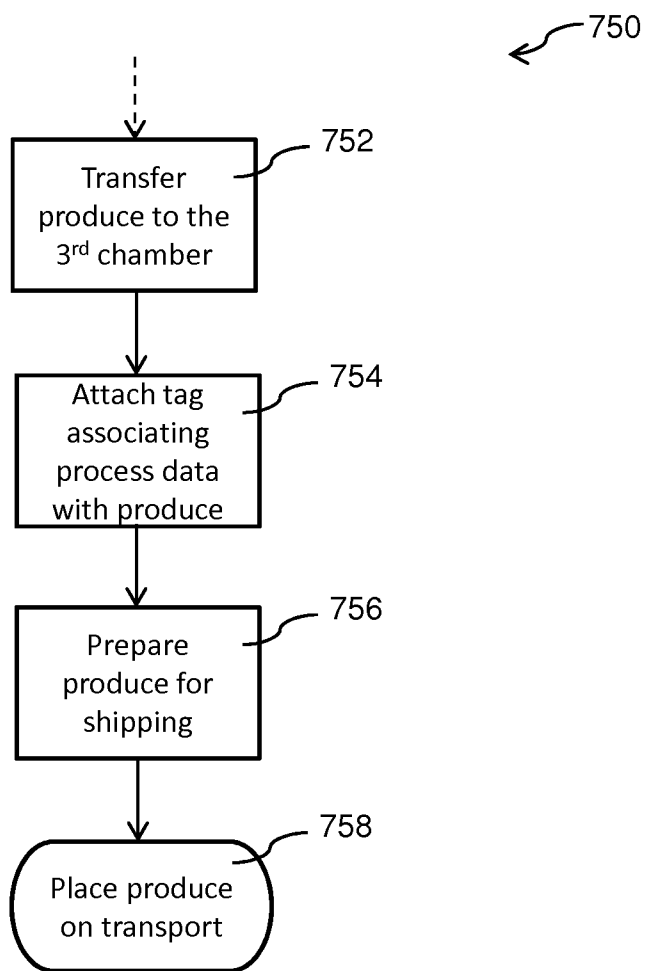 750
752
Transfer
produce to the
3rd chamber
754
Attach tag
associating
process data
with produce
756
Prepare
produce for
shipping
758
Place produce
on transport